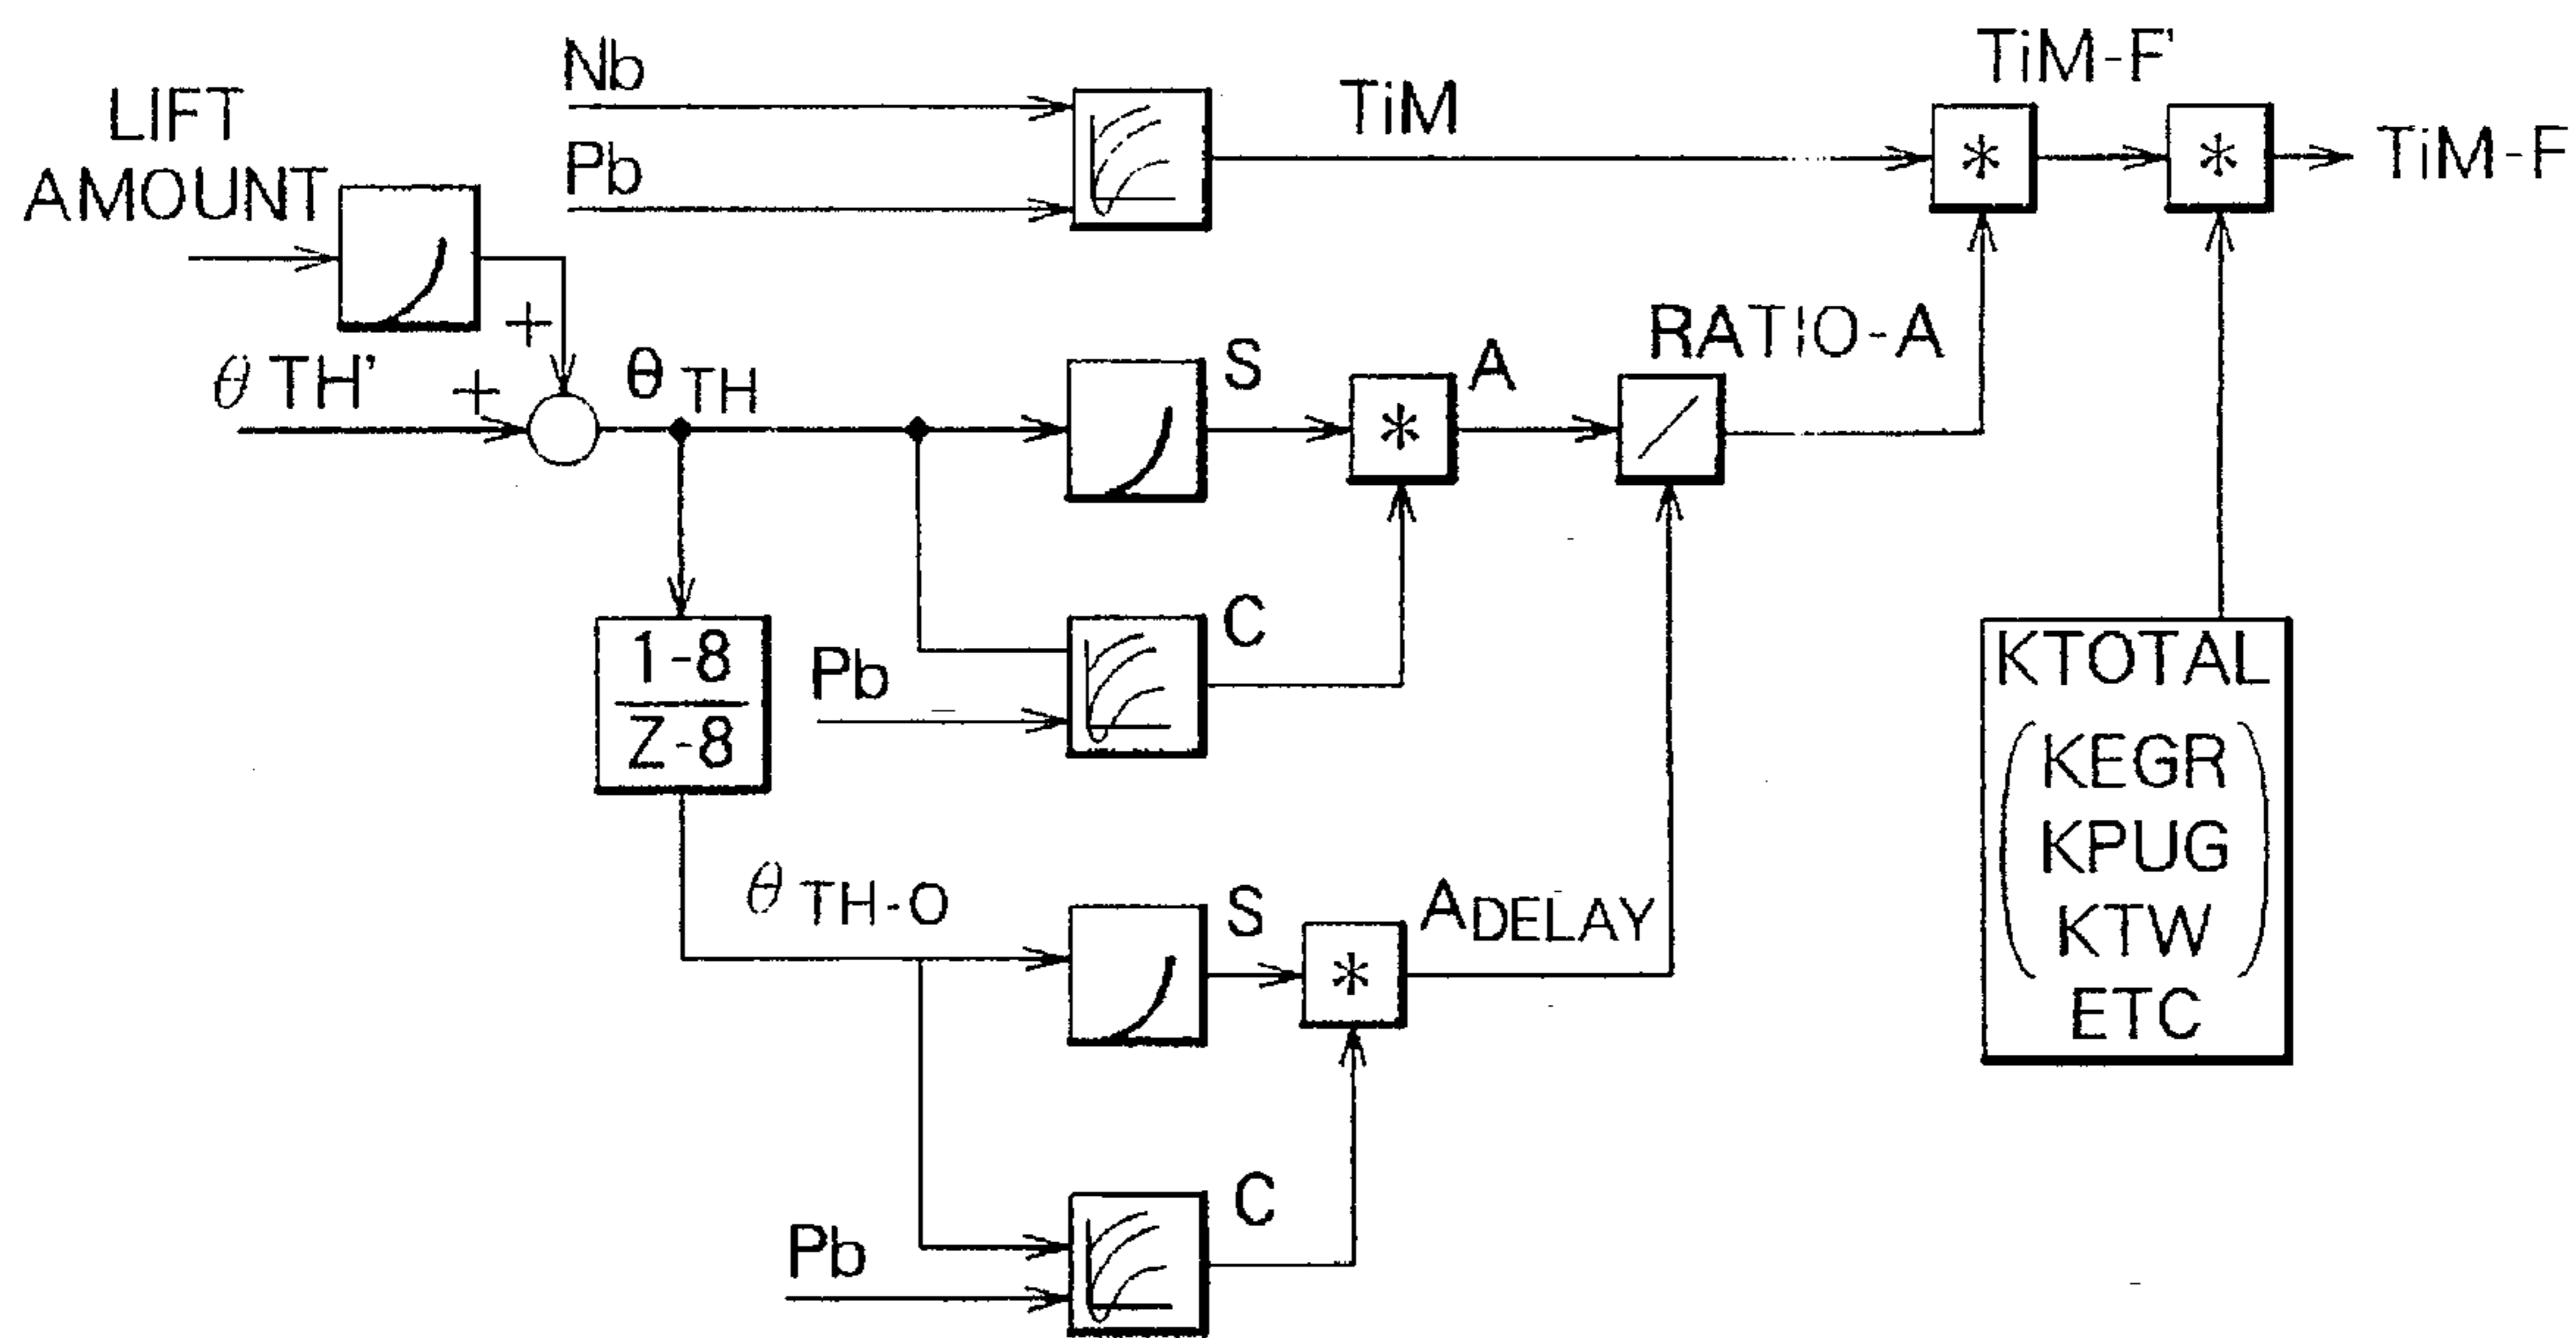 Nb
TiM-F'
LIFT
AMOUNT
TiM
Pb
*
*
TiM-F
+
RATIO-A
θ TH'
+
θ TH
S
*
A
/
1-8
Z-8
Pb
C
KTOTAL
KEGR
KPUG
KTW
ETC
θ TH-O
S
*
ADELAY
Pb
C